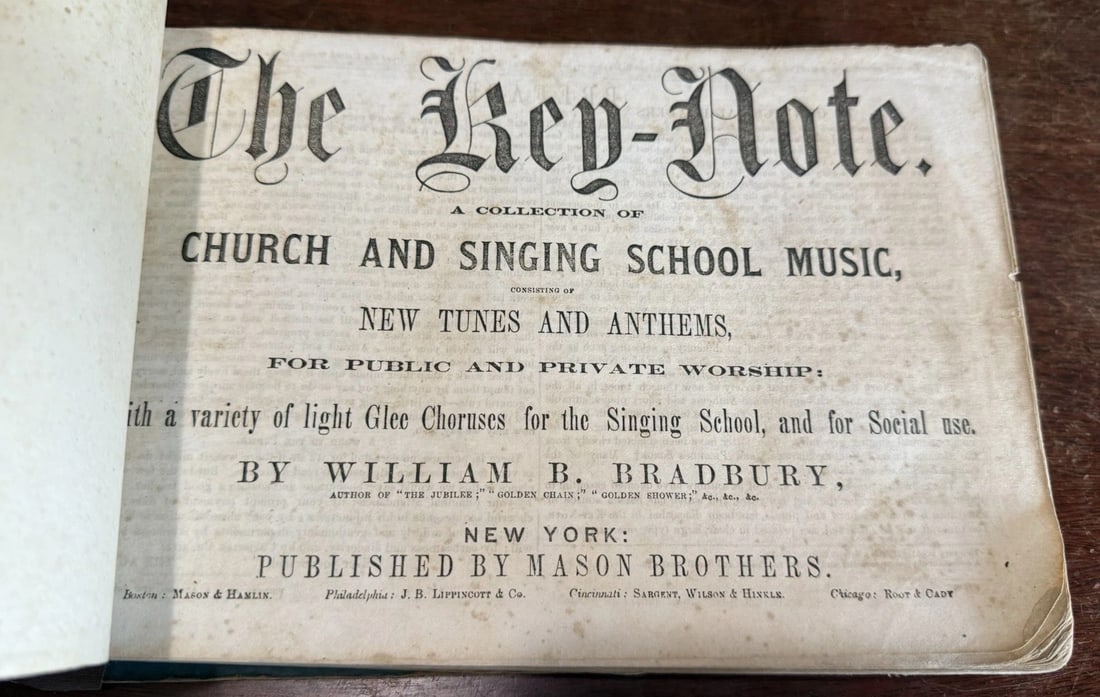 The Key-Note.
A COLLECTION OF
CHURCH AND SINGING SCHOOL MUSIC,
CONSISTING OF
NEW TUNES AND ANTHEMS,
FOR PUBLIC AND PRIVATE WORSHIP:
ith a variety of light Glee Choruses for the Singing School, and for Social use.
BY WILLIAM B. BRADBURY,
AUTHOR OF "THE JUBILEE;" "GOLDEN CHAIN;" "GOLDEN SHOWER;" &c., &c., &c.
NEW YORK:
PUBLISHED BY MASON BROTHERS.
Boston: MASON & HAMLIN. Philadelphia: J. B. LIPPINCOTT & Co. Cincinnati: SARGENT, WILSON & HINKLE. Chicago: ROOT & CADY